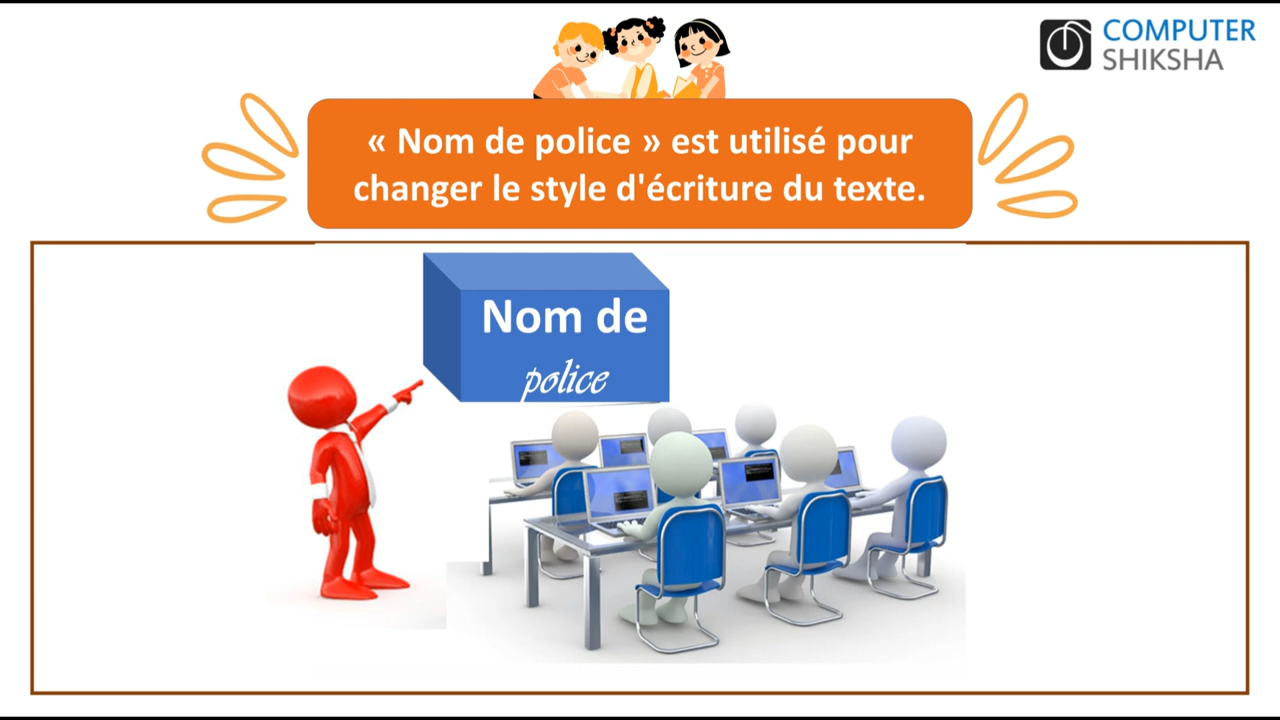 COMPUTER
SHIKSHA
« Nom de police » est utilisé pour
changer le style d'écriture du texte.
Nom de
police